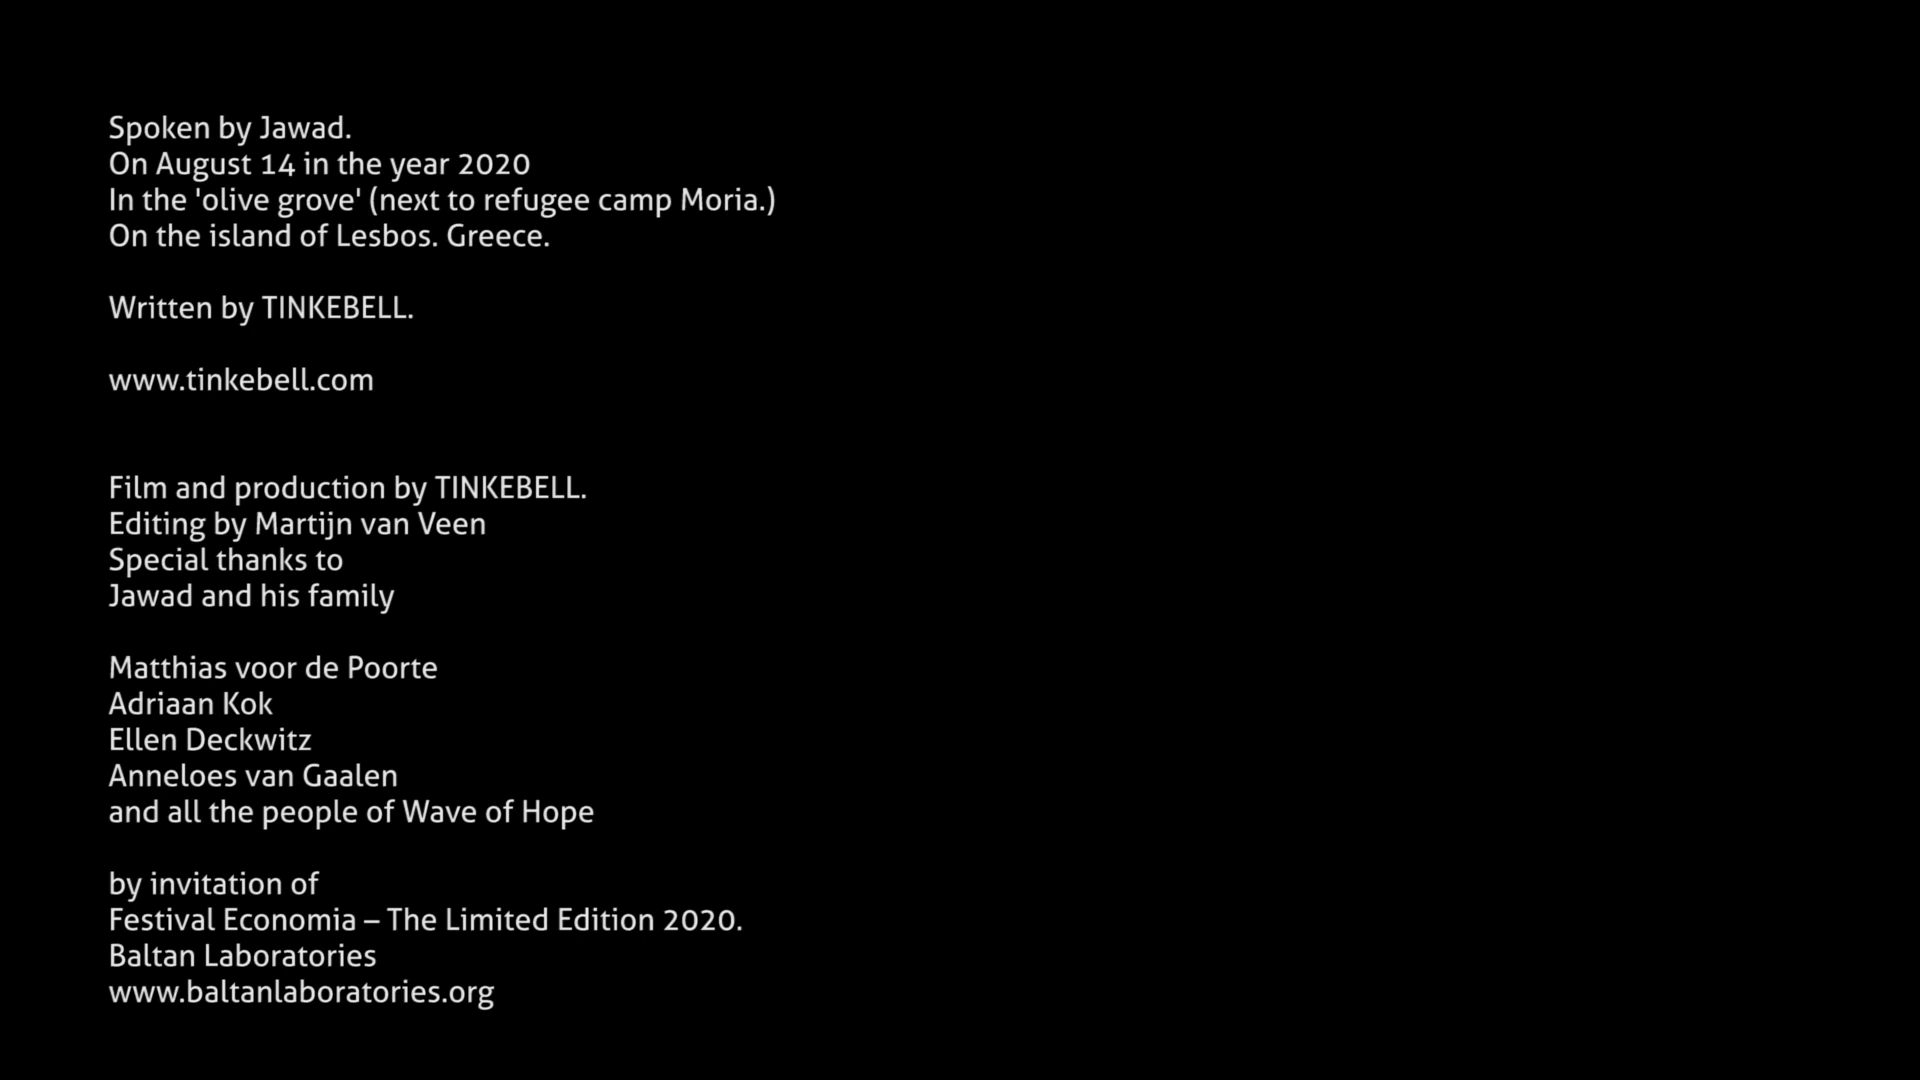 Spoken by Jawad.
On August 14 in the year 2020
In the 'olive grove' (next to refugee camp Moria.)
On the island of Lesbos. Greece.
Written by TINKEBELL.
www.tinkebell.com
Film and production by TINKEBELL.
Editing by Martijn van Veen
Special thanks to
Jawad and his family
Matthias voor de Poorte
Adriaan Kok
Ellen Deckwitz
Anneloes van Gaalen
and all the people of Wave of Hope
by invitation of
Festival Economia – The Limited Edition 2020.
Baltan Laboratories
www.baltanlaboratories.org